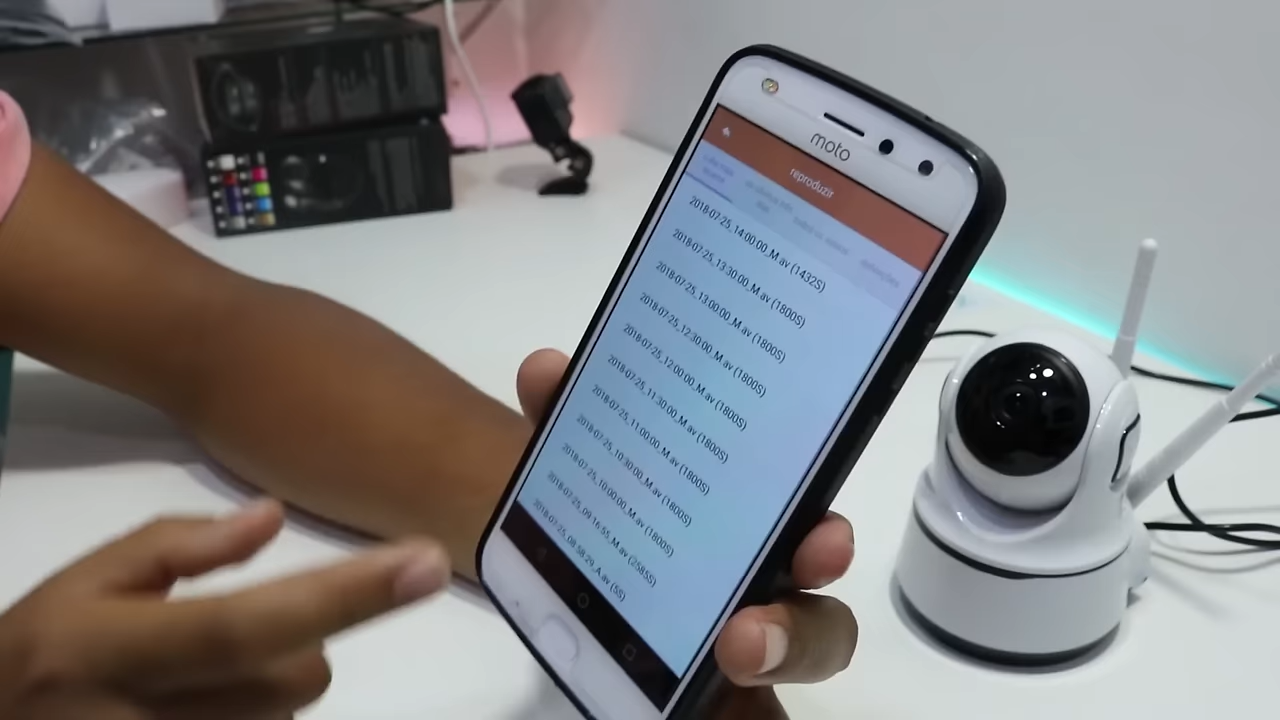 moto
reproduzir
2018-07-25_14:00:00_M.av (1432S)
2018-07-25_13:30:00_M.av (1800S)
2018-07-25_13:00:00_M.av (1800S)
2018-07-25_12:30:00_M.av (1800S)
2018-07-25_12:00:00_M.av (1800S)
2018-07-25_11:30:00_M.av (1800S)
2018-07-25_11:00:00_M.av (1800S)
2018-07-25_10:30:00_M.av (1800S)
2018-07-25_10:00:00_M.av (1800S)
2018-07-25_09:16:55_M.av (2585S)
2018-07-25_08:58:29_A.av (5S)